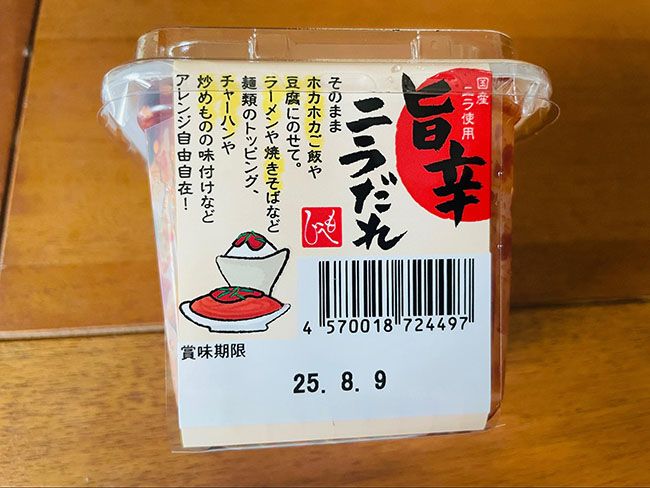 国産
ニラ使用
旨辛
ニラだれ
もへじ
そのまま
ホカホカご飯や
豆腐にのせて。
ラーメンや焼きそばなど
麺類のトッピング、
チャーハンや
炒めものの味付けなど
アレンジ自由自在！
4 570018 724497
賞味期限
25. 8. 9